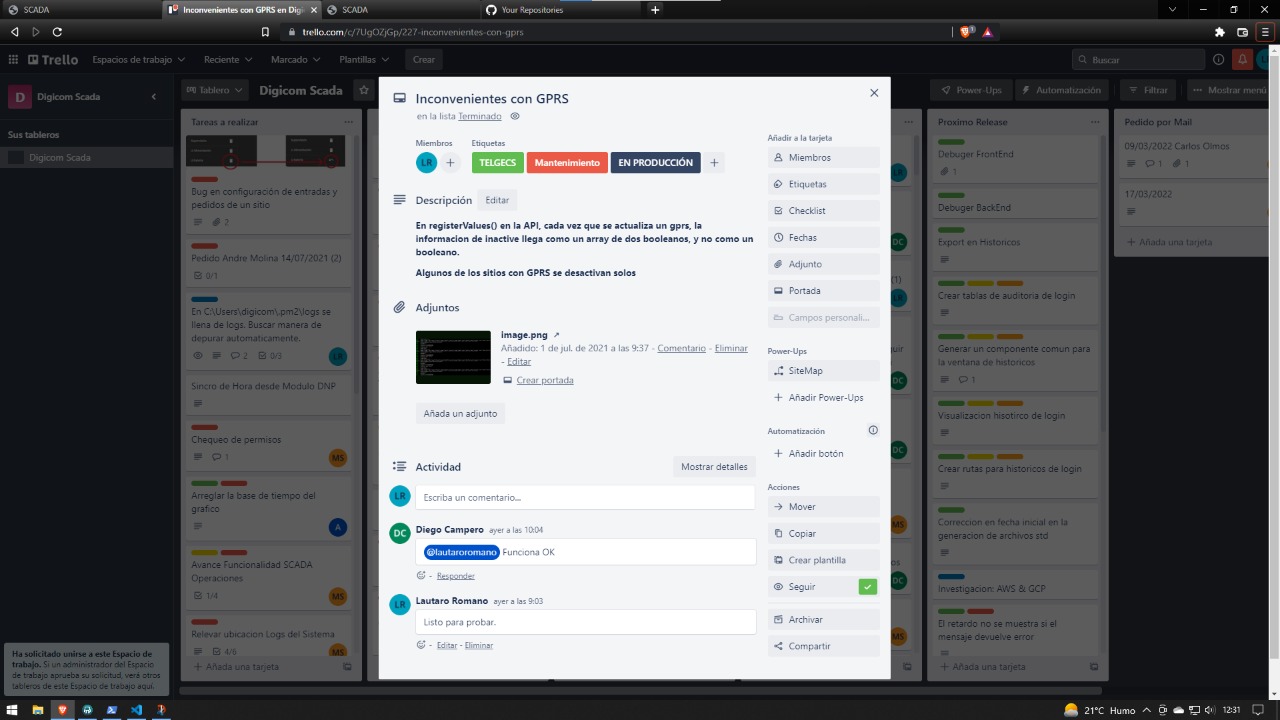 SCADA
Inconvenientes con GPRS en Digi
SCADA
Your Repositories
trello.com/c/7UgOZjGp/227-inconvenientes-con-gprs
Trello
Espacios de trabajo
Reciente
Marcado
Plantillas
Crear
Buscar
D
Digicom Scada
Sus tableros
Digicom Scada
Ha solicitado unirse a este Espacio de
trabajo. Si un administrador del Espacio
de trabajo aprueba su solicitud, verá otros
tableros de este Espacio de trabajo aquí.
Tablero
Digicom Scada
Power-Ups
Automatización
Filtrar
Mostrar menú
Tareas a realizar
Bug en configuración de entradas y
pedidos de un sitio
2
Pedido Andre Molina 14/07/2021 (2)
0/1
En C:\Users\digicom\.pm2\logs se
llena de logs. Buscar manera de
depurar automaticamente.
2
LR
Sincro de Hora desde Modulo DNP
Chequeo de permisos
1
MS
Arreglar la base de tiempo del
grafico
A
Avance Funcionalidad SCADA
Operaciones
1/4
MS
Relevar ubicacion Logs del Sistema
4/6
MS
Añada una tarjeta
Inconvenientes con GPRS
en la lista Terminado
Miembros
LR
Etiquetas
TELGECS
Mantenimiento
EN PRODUCCIÓN
Descripción
Editar
En registerValues() en la API, cada vez que se actualiza un gprs, la
informacion de inactive llega como un array de dos booleanos, y no como un
booleano.
Algunos de los sitios con GPRS se desactivan solos
Adjuntos
image.png
Añadido: 1 de jul. de 2021 a las 9:37 - Comentario - Eliminar
- Editar
Crear portada
Añada un adjunto
Actividad
Mostrar detalles
LR
Escriba un comentario...
DC
Diego Campero ayer a las 10:04
@lautaroromano Funciona OK
- Responder
LR
Lautaro Romano ayer a las 9:03
Listo para probar.
- Editar - Eliminar
Añadir a la tarjeta
Miembros
Etiquetas
Checklist
Fechas
Adjunto
Portada
Campos personali...
Power-Ups
SiteMap
Añadir Power-Ups
Automatización
Añadir botón
Acciones
Mover
Copiar
Crear plantilla
Seguir
Archivar
Compartir
LR
DC
LR
DC
DC
MS
DC
MS
Proximo Release
Debuger FrontEnd
1
Debuger BackEnd
Export en Historicos
Crear tablas de auditoria de login
Generar un componente comun para
la ventana de historicos
1
Visualizacion hisotirco de login
Crear rutas para historicos de login
Correccion en fecha inicial en la
generacion de archivos std
Investigacion: AWS & GCP
El retardo no se muestra si el
mensaje devuelve error
Añada una tarjeta
Pedido por Mail
09/03/2022, Carlos Olmos
1
1
17/03/2022
Añada una tarjeta
21°C Humo
12:31